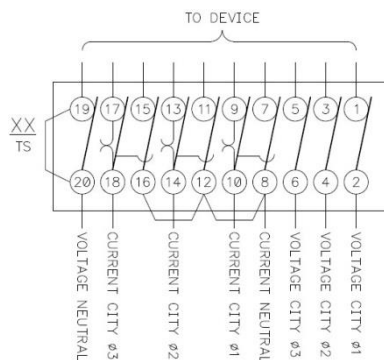 TO DEVICE
19 17 15 13 11 9 7 5 3 1
XX
TS
20 18 16 14 12 10 8 6 4 2
VOLTAGE NEUTRAL
CURRENT CITY ø3
CURRENT CITY ø2
CURRENT CITY ø1
CURRENT NEUTRAL
VOLTAGE CITY ø3
VOLTAGE CITY ø2
VOLTAGE CITY ø1